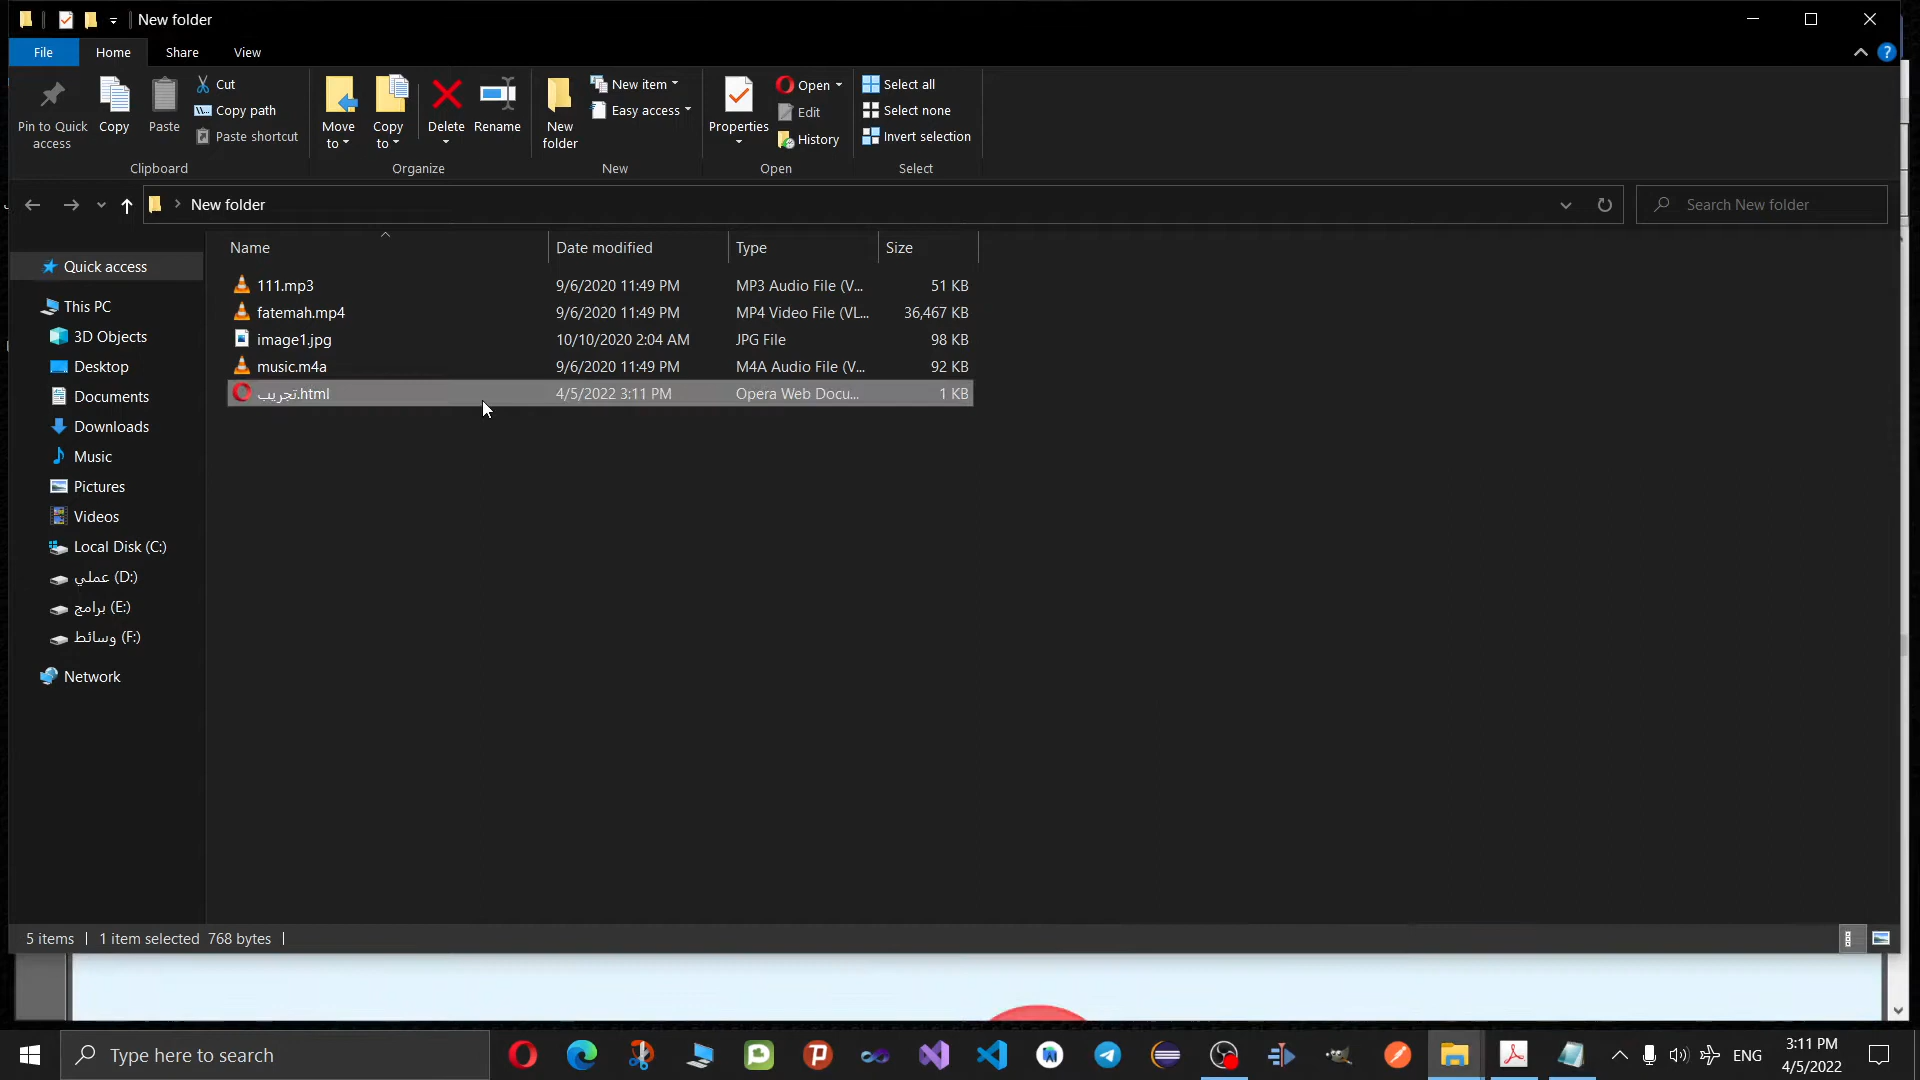 New folder
File Home Share View
Pin to Quick access
Copy
Paste
Cut
Copy path
Paste shortcut
Clipboard
Move to
Copy to
Delete
Rename
Organize
New folder
New item
Easy access
New
Properties
Open
Edit
History
Open
Select all
Select none
Invert selection
Select
New folder
Search New folder
Name Date modified Type Size
111.mp3 9/6/2020 11:49 PM MP3 Audio File (V... 51 KB
fatemah.mp4 9/6/2020 11:49 PM MP4 Video File (VL... 36,467 KB
image1.jpg 10/10/2020 2:04 AM JPG File 98 KB
music.m4a 9/6/2020 11:49 PM M4A Audio File (V... 92 KB
تجريب.html 4/5/2022 3:11 PM Opera Web Docu... 1 KB
Quick access
This PC
3D Objects
Desktop
Documents
Downloads
Music
Pictures
Videos
Local Disk (C:)
عملي (D:)
برامج (E:)
وسائط (F:)
Network
5 items 1 item selected 768 bytes
Type here to search
ENG
3:11 PM
4/5/2022